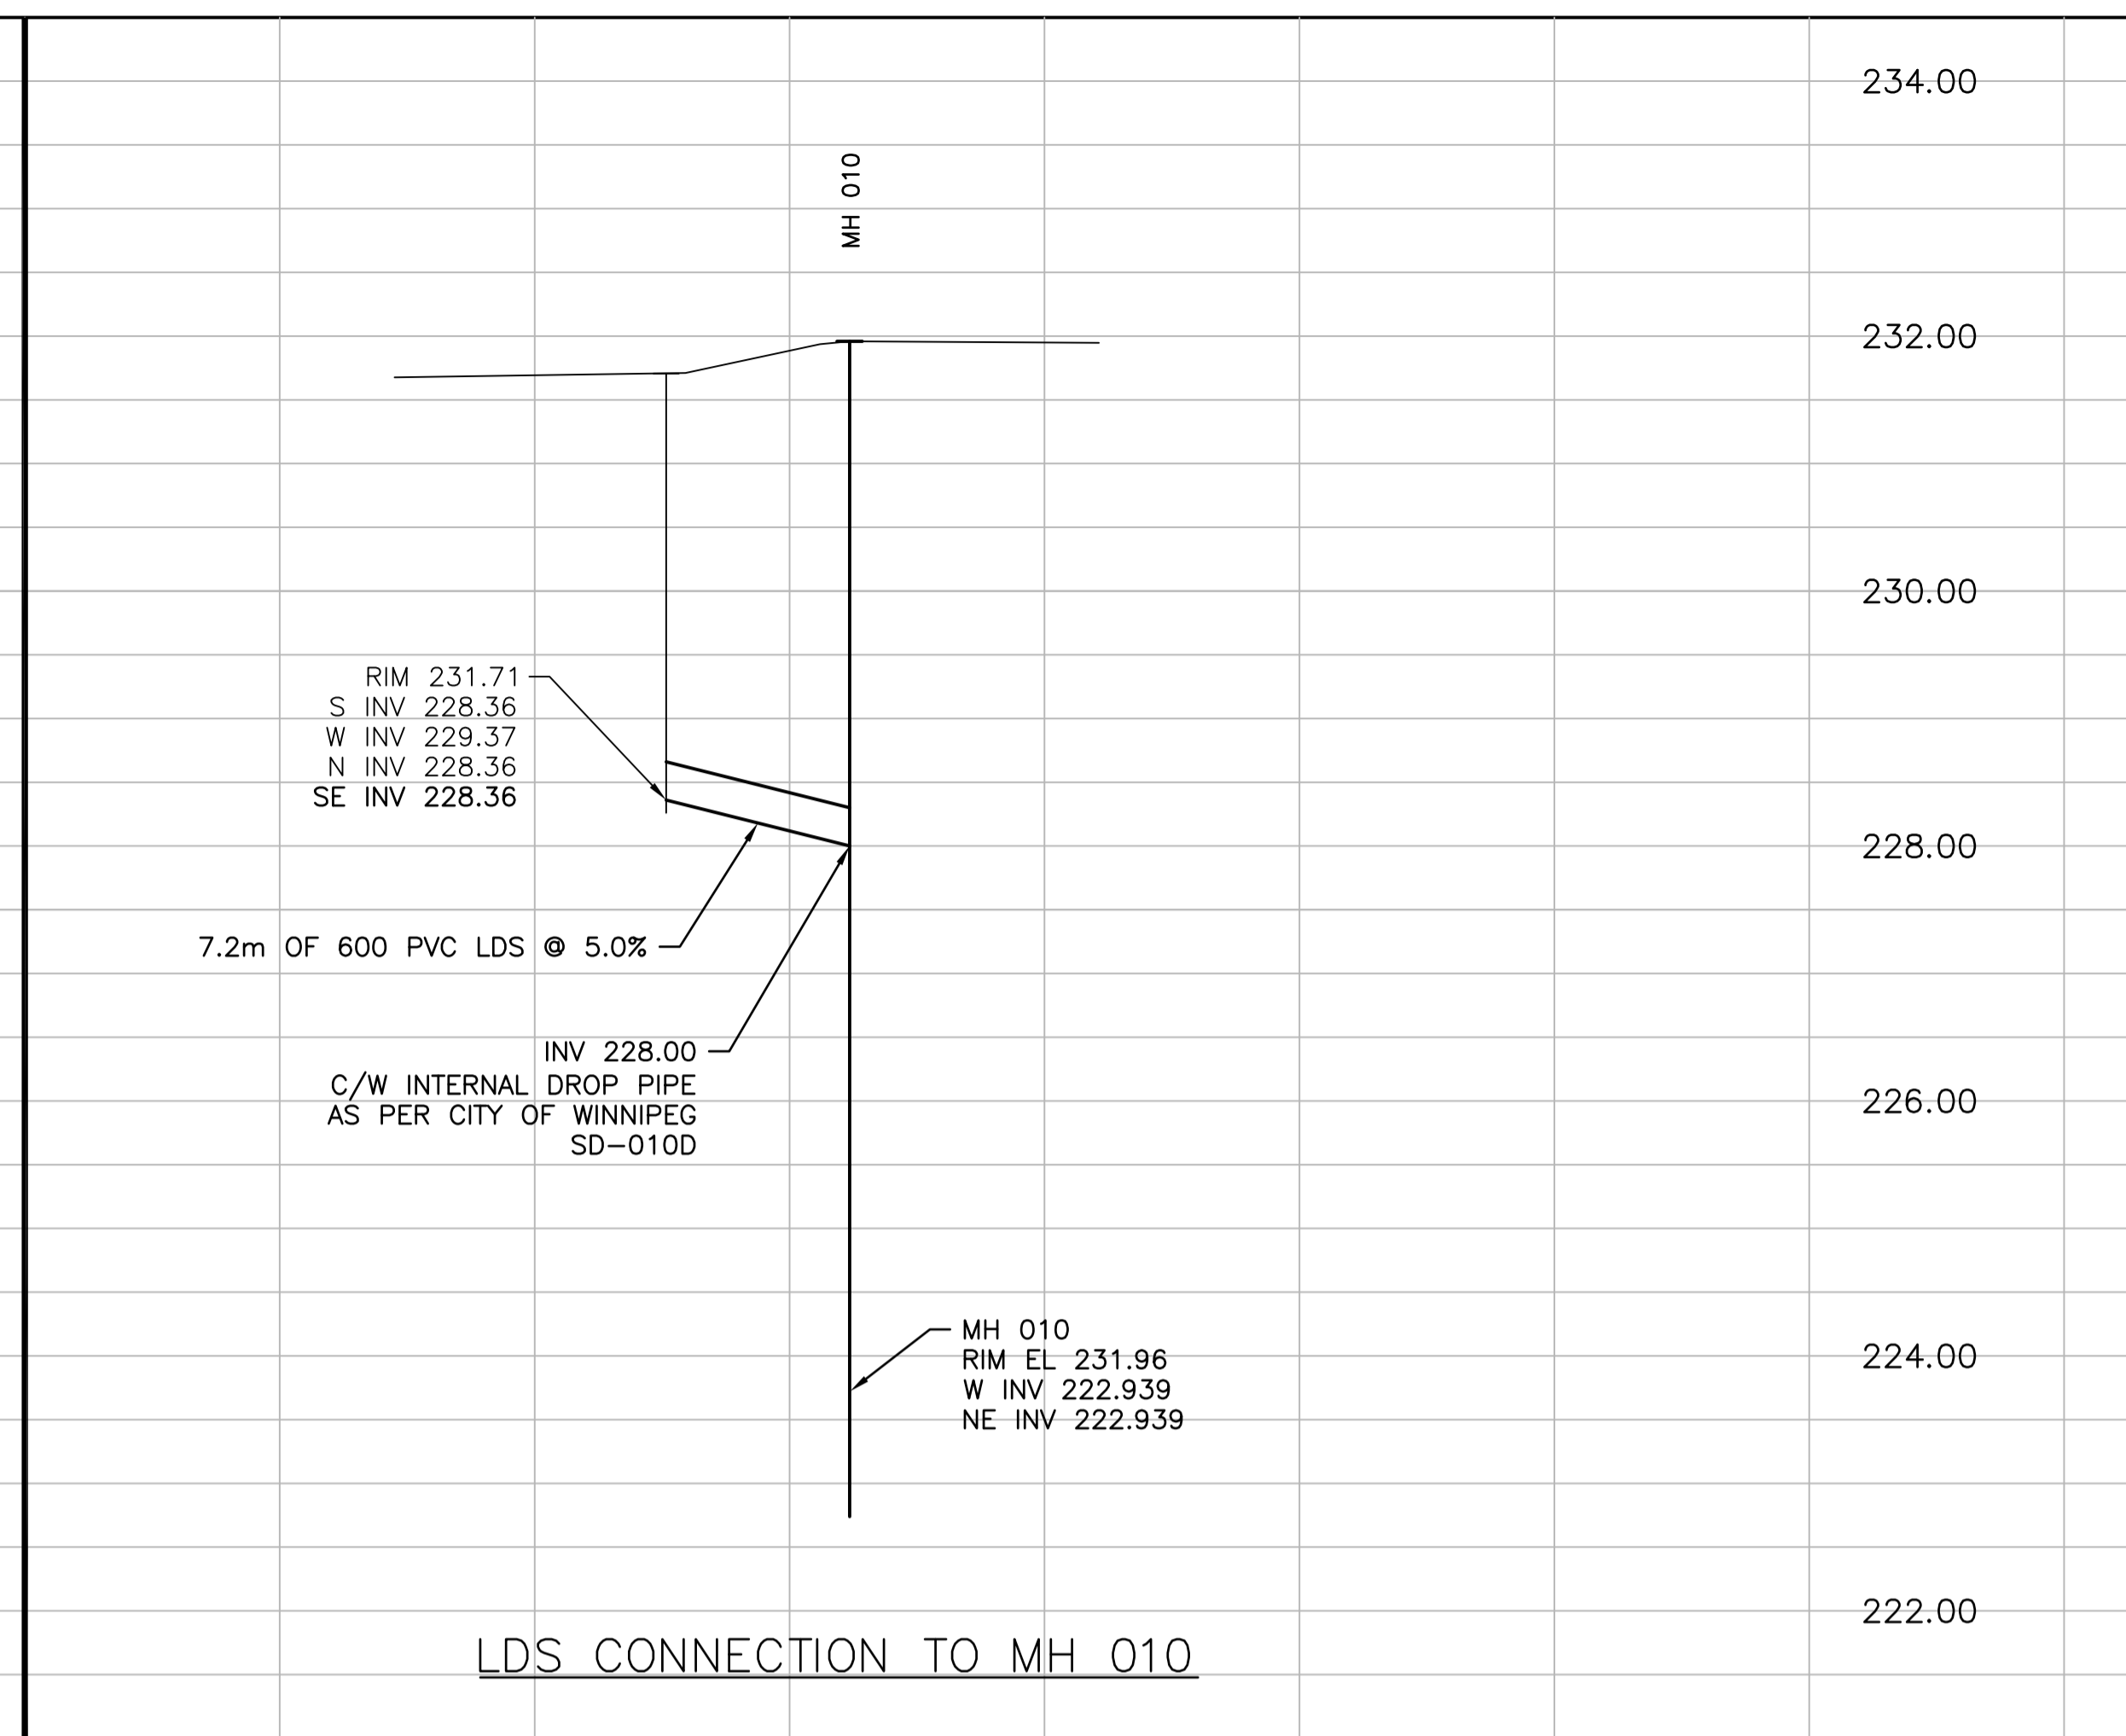 234.00
MH 010
232.00
230.00
RIM 231.71
S INV 228.36
W INV 229.37
N INV 228.36
SE INV 228.36
228.00
7.2m OF 600 PVC LDS @ 5.0%
INV 228.00
C/W INTERNAL DROP PIPE
AS PER CITY OF WINNIPEG
SD-010D
226.00
MH 010
RIM EL 231.96
W INV 222.939
NE INV 222.939
224.00
222.00
LDS CONNECTION TO MH 010